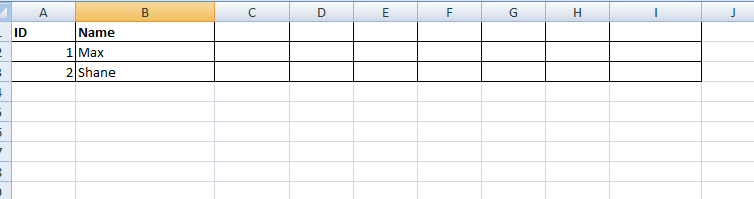 A B C D E F G H I J
ID Name
1 Max
2 Shane